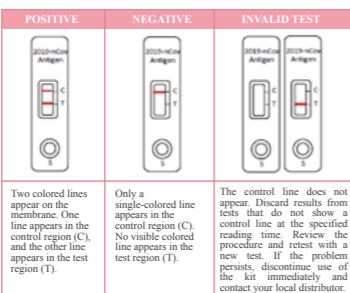 POSITIVE
NEGATIVE
INVALID TEST
2019-nCov
Antigen
C
T
S
2019-nCov
Antigen
C
T
S
2019-nCov
Antigen
C
T
S
2019-nCov
Antigen
C
T
S
Two colored lines
appear on the
membrane. One
line appears in the
control region (C),
and the other line
appears in the test
region (T).
Only a
single-colored line
appears in the
control region (C).
No visible colored
line appears in the
test region (T).
The control line does not
appear. Discard results from
tests that do not show a
control line at the specified
reading time. Review the
procedure and retest with a
new test. If the problem
persists, discontinue use of
the kit immediately and
contact your local distributor.